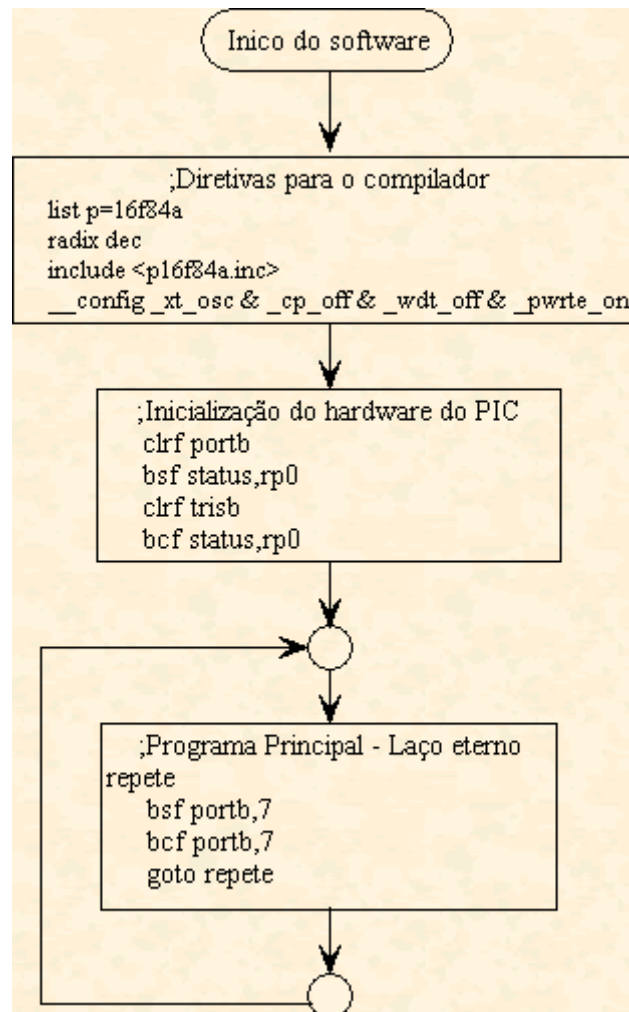 Inico do software
;Diretivas para o compilador
list p=16f84a
radix dec
include <p16f84a.inc>
__config _xt_osc & _cp_off & _wdt_off & _pwrte_on
;Inicialização do hardware do PIC
clrf portb
bsf status,rp0
clrf trisb
bcf status,rp0
;Programa Principal - Laço eterno
repete
bsf portb,7
bcf portb,7
goto repete